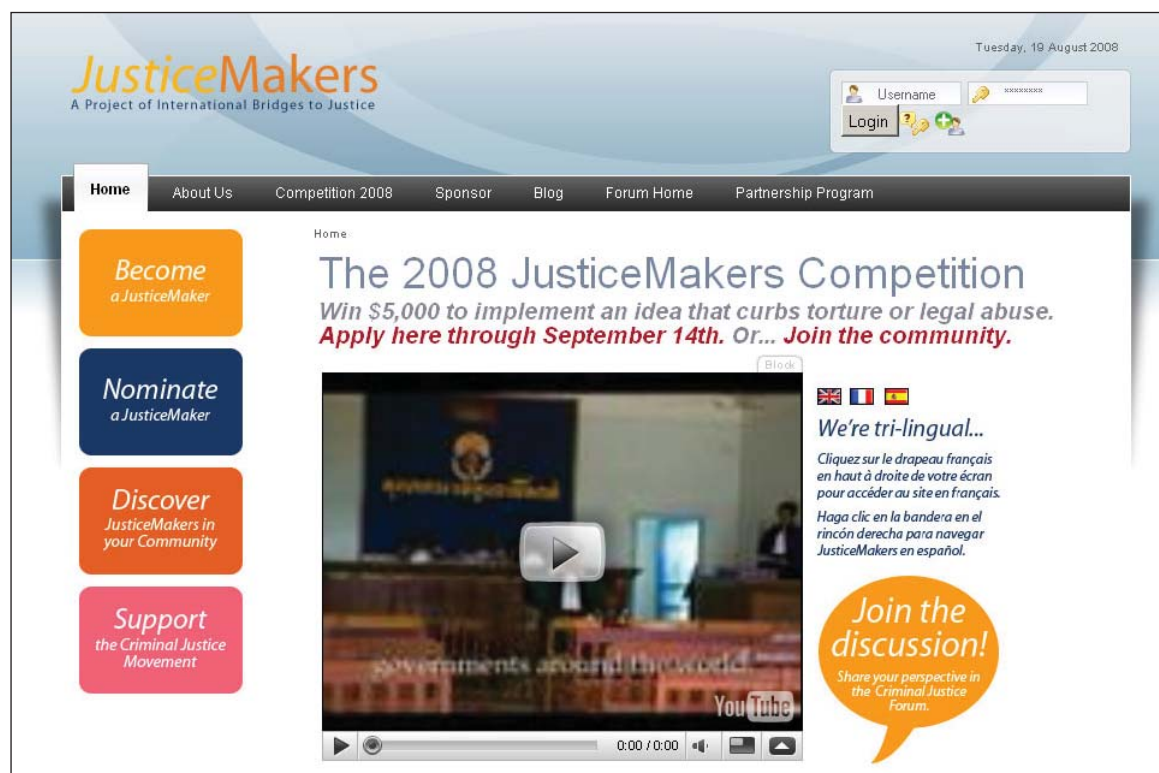 Tuesday, 19 August 2008
JusticeMakers
A Project of International Bridges to Justice
Username ********
Login
Home About Us Competition 2008 Sponsor Blog Forum Home Partnership Program
Become
a JusticeMaker
Nominate
a JusticeMaker
Discover
JusticeMakers in
your Community
Support
the Criminal Justice
Movement
Home
The 2008 JusticeMakers Competition
Win $5,000 to implement an idea that curbs torture or legal abuse.
Apply here through September 14th. Or... Join the community.
Block
governments around the world.
YouTube
0:00 / 0:00
We're tri-lingual...
Cliquez sur le drapeau français
en haut à droite de votre écran
pour accéder au site en français.
Haga clic en la bandera en el
rincón derecha para navegar
JusticeMakers en español.
Join the
discussion!
Share your perspective in
the Criminal Justice
Forum.